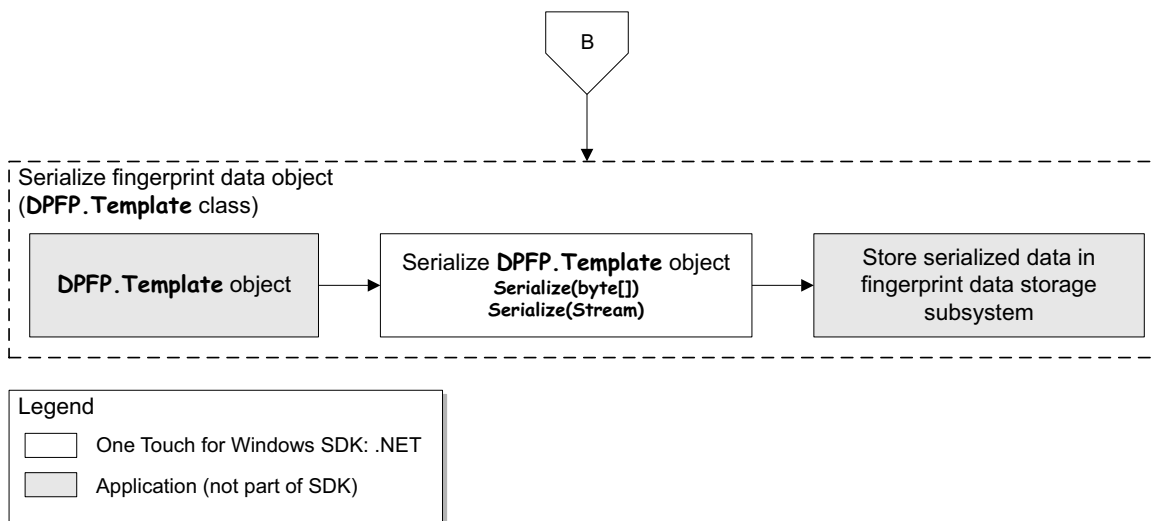 B
Serialize fingerprint data object
(DPFP.Template class)
DPFP.Template object
Serialize DPFP.Template object
Serialize(byte[])
Serialize(Stream)
Store serialized data in
fingerprint data storage
subsystem
Legend
One Touch for Windows SDK: .NET
Application (not part of SDK)